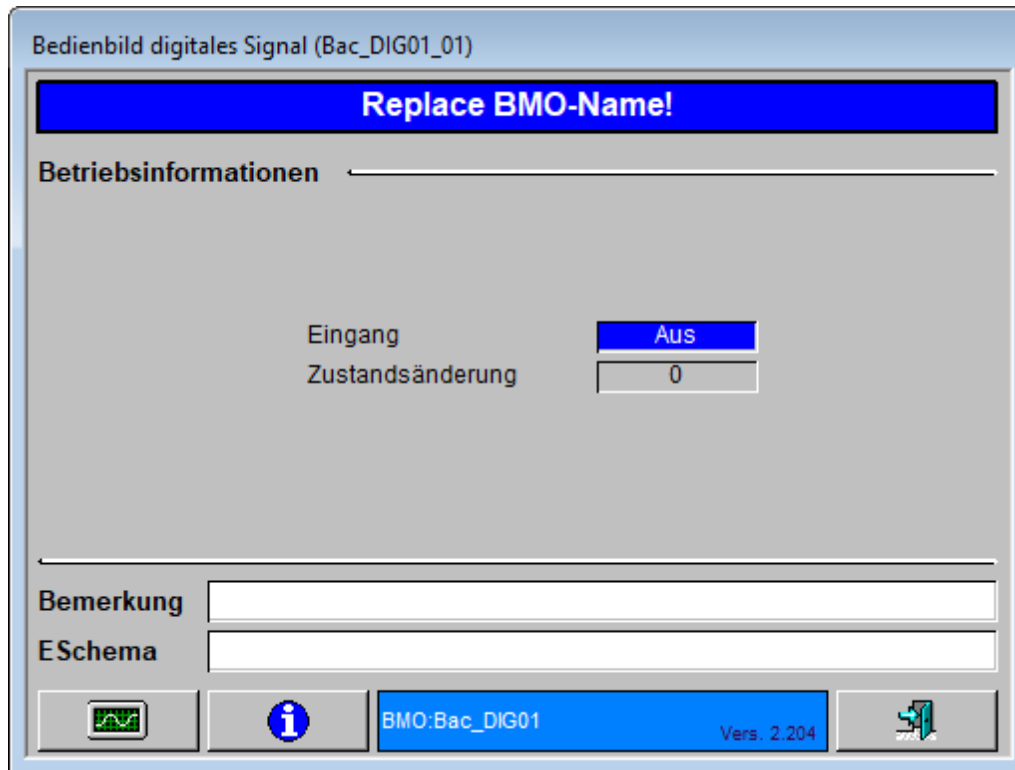 Bedienbild digitales Signal (Bac_DIG01_01)
Replace BMO-Name!
Betriebsinformationen
Eingang Aus
Zustandsänderung 0
Bemerkung
ESchema
BMO:Bac_DIG01 Vers. 2.204